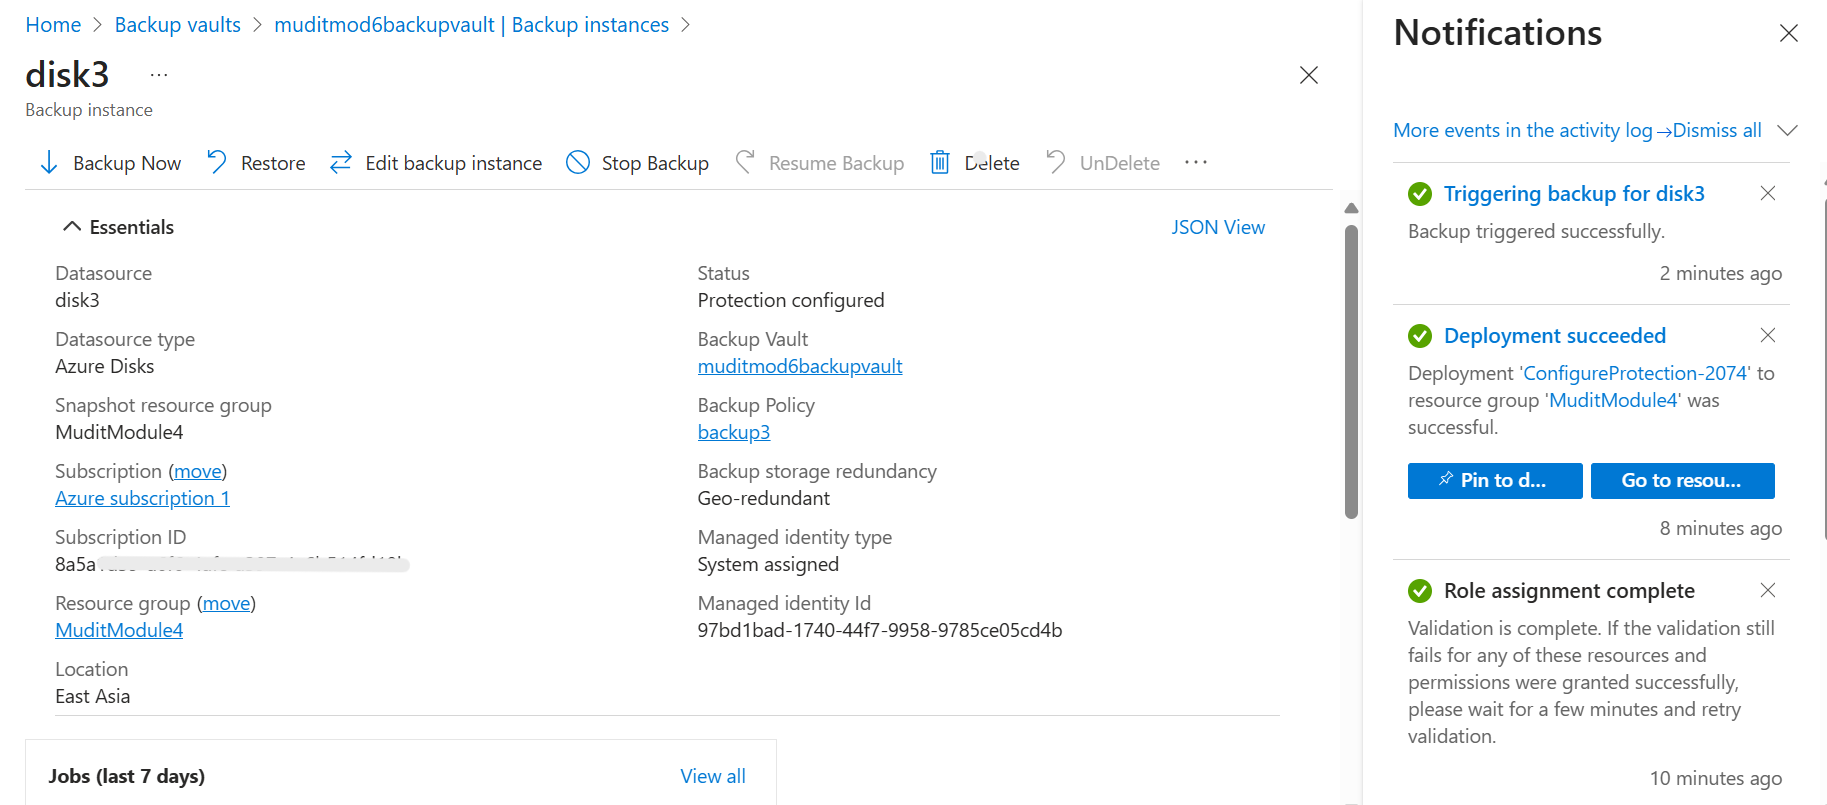 Home > Backup vaults > muditmod6backupvault | Backup instances >
disk3 ...
Backup instance
Backup Now Restore Edit backup instance Stop Backup Resume Backup Delete UnDelete ...
Essentials
JSON View
Datasource
disk3
Datasource type
Azure Disks
Snapshot resource group
MuditModule4
Subscription (move)
Azure subscription 1
Subscription ID
8a5a
Resource group (move)
MuditModule4
Location
East Asia
Status
Protection configured
Backup Vault
muditmod6backupvault
Backup Policy
backup3
Backup storage redundancy
Geo-redundant
Managed identity type
System assigned
Managed identity Id
97bd1bad-1740-44f7-9958-9785ce05cd4b
Jobs (last 7 days)
View all
Notifications
More events in the activity log → Dismiss all
Triggering backup for disk3
Backup triggered successfully.
2 minutes ago
Deployment succeeded
Deployment 'ConfigureProtection-2074' to
resource group 'MuditModule4' was
successful.
Pin to d... Go to resou...
8 minutes ago
Role assignment complete
Validation is complete. If the validation still
fails for any of these resources and
permissions were granted successfully,
please wait for a few minutes and retry
validation.
10 minutes ago